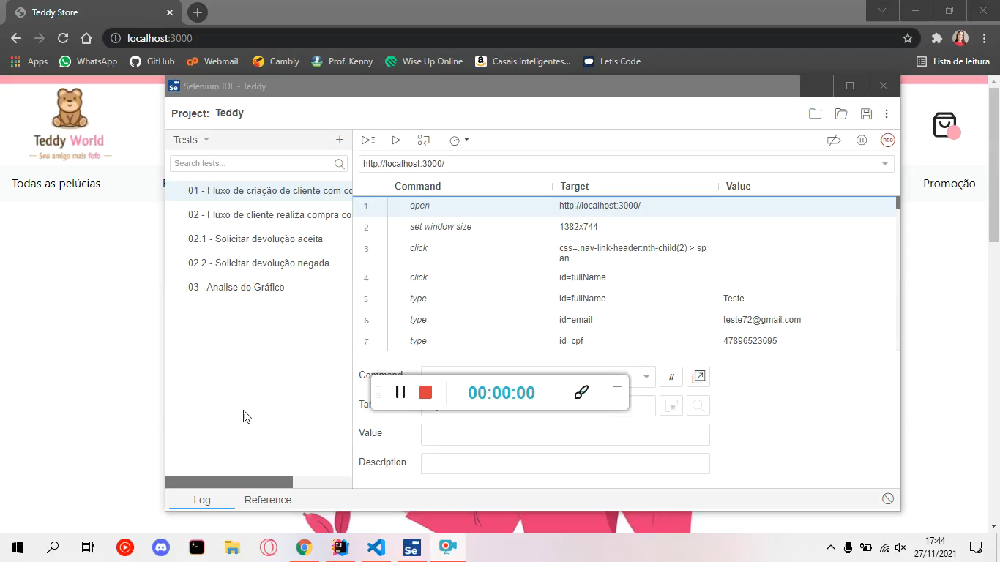 Teddy Store
localhost:3000
Apps
WhatsApp
GitHub
Webmail
Cambly
Prof. Kenny
Wise Up Online
Casais inteligentes...
Let's Code
Lista de leitura
Se Selenium IDE - Teddy
Project: Teddy
Teddy World
Seu amigo mais fofo
Todas as pelúcias
Promoção
Tests
REC
Search tests...
http://localhost:3000/
01 - Fluxo de criação de cliente com co
02 - Fluxo de cliente realiza compra co
02.1 - Solicitar devolução aceita
02.2 - Solicitar devolução negada
03 - Analise do Gráfico
Command Target Value
1 open http://localhost:3000/
2 set window size 1382x744
3 click css=.nav-link-header:nth-child(2) > sp
an
4 click id=fullName
5 type id=fullName Teste
6 type id=email teste72@gmail.com
7 type id=cpf 47896523695
Command
//
00:00:00
Value
Description
Log
Reference
Se
17:44
27/11/2021